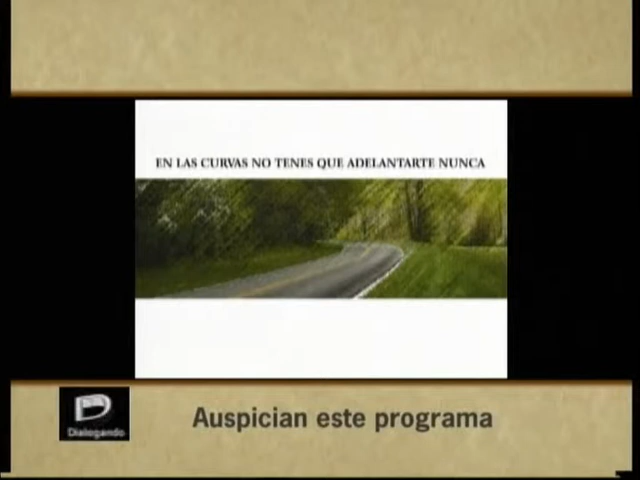 EN LAS CURVAS NO TENES QUE ADELANTARTE NUNCA
Dialogando
Auspician este programa